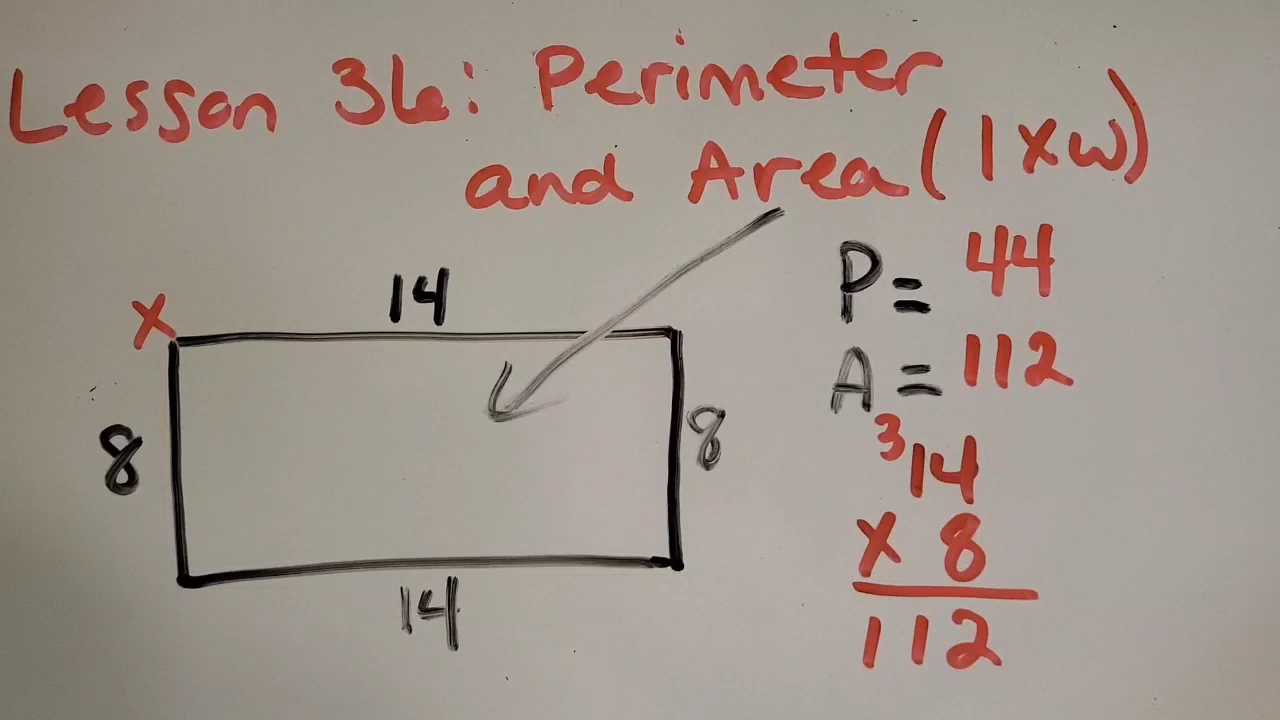 Lesson 36: Perimeter
and Area (l x w)
P = 44
A = 112
x
14
8
8
14
3
14
x 8
112